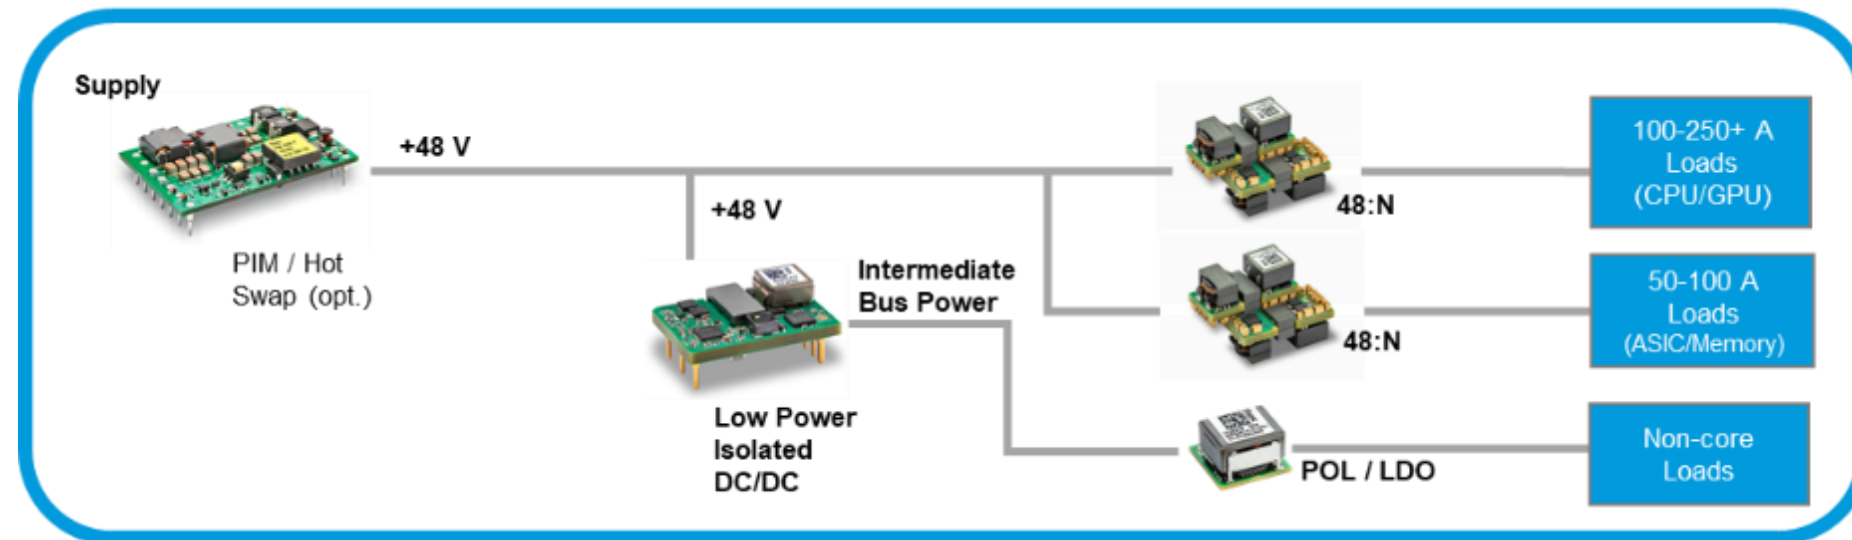 Supply
+48 V
PIM / Hot
Swap (opt.)
+48 V
Low Power
Isolated
DC/DC
Intermediate
Bus Power
48:N
48:N
POL / LDO
100-250+ A
Loads
(CPU/GPU)
50-100 A
Loads
(ASIC/Memory)
Non-core
Loads